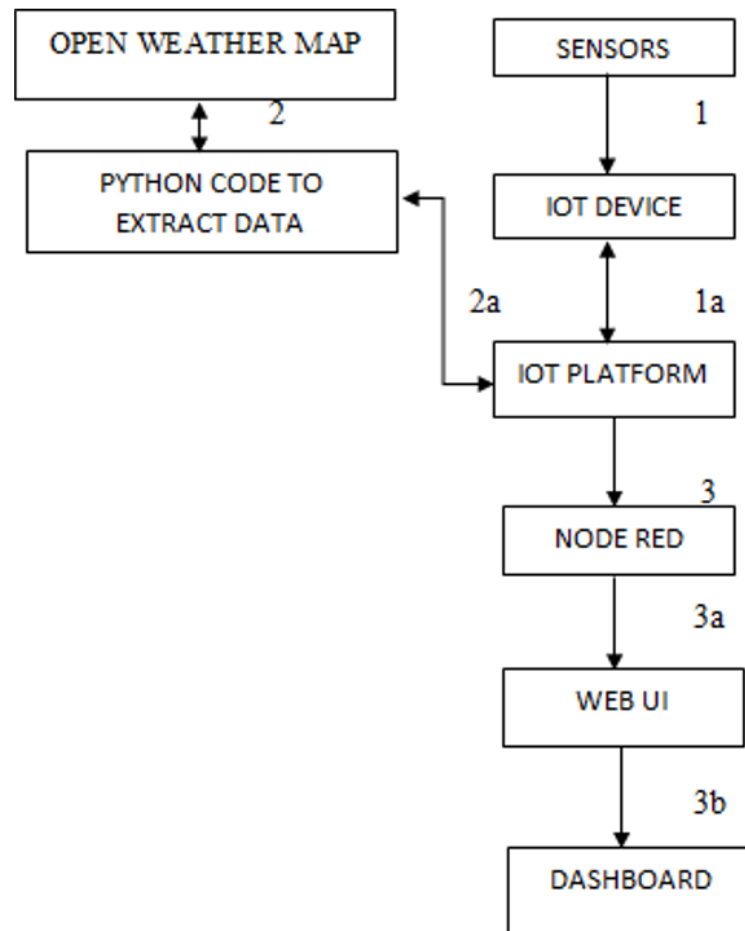 OPEN WEATHER MAP
SENSORS
2
1
PYTHON CODE TO
EXTRACT DATA
IOT DEVICE
2a
1a
IOT PLATFORM
3
NODE RED
3a
WEB UI
3b
DASHBOARD